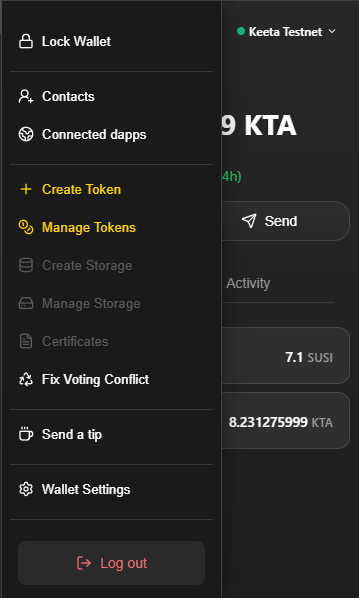 Lock Wallet
Keeta Testnet
Contacts
Connected dapps
9 KTA
4h)
Create Token
Manage Tokens
Send
Create Storage
Activity
Manage Storage
Certificates
7.1 SUSI
Fix Voting Conflict
8.231275999 KTA
Send a tip
Wallet Settings
Log out